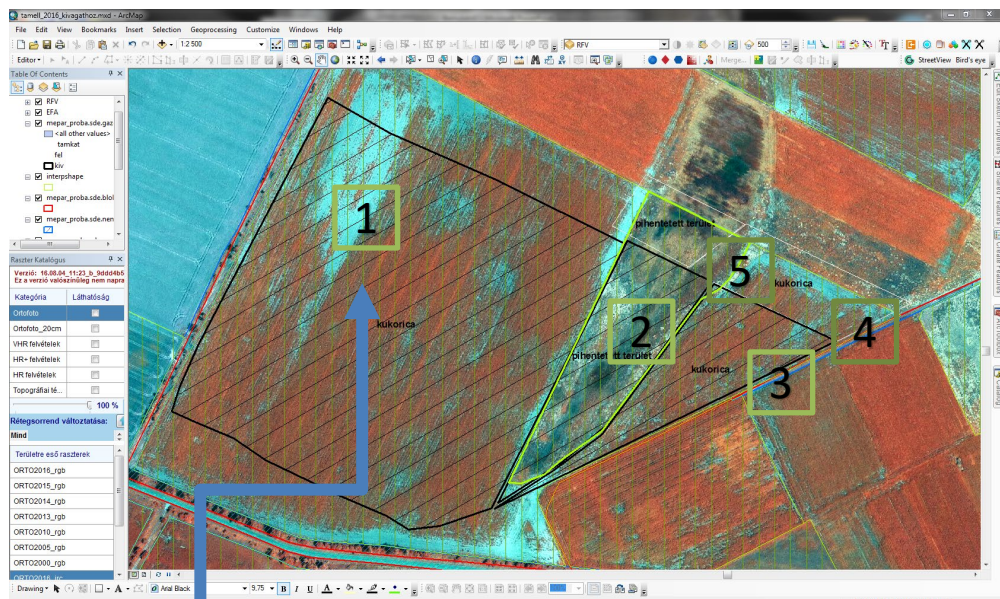 tamell_2016_kivagathoz.mxd - ArcMap
File Edit View Bookmarks Insert Selection Geoprocessing Customize Windows Help
1:2 500
RFV
500
Editor
Merge...
StreetView Bird's eye
Table Of Contents
RFV
EFA
mepar_proba.sde.gaz
<all other values>
tamkat
fel
kiv
interpshape
mepar_proba.sde.blol
mepar_proba.sde.nen
Raszter Katalógus
Verzió: 16.08.04_11:23_b_9ddd4b5
Ez a verzió valószínűleg nem napra
Kategória Láthatóság
Ortofoto
Ortofoto_20cm
VHR felvételek
HR+ felvételek
HR felvételek
Topográfiai té...
100 %
Rétegsorrend változtatása:
Mind
Területre eső raszterek
ORTO2016_rgb
ORTO2015_rgb
ORTO2014_rgb
ORTO2013_rgb
ORTO2010_rgb
ORTO2005_rgb
ORTO2000_rgb
ORTO2016_irc
1
pihentetett terület
5
kukorica
kukorica
2
4
pihentetett terület
kukorica
3
Drawing
Arial Black
9,75
B I U A